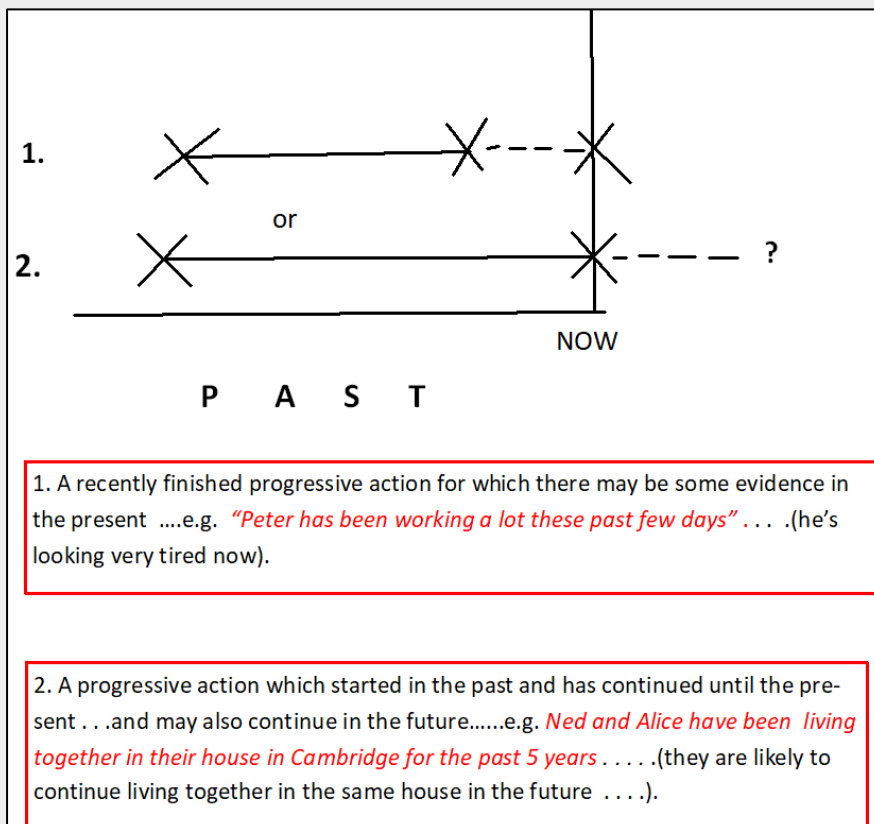 1.
or
2.
?
NOW
P A S T
1. A recently finished progressive action for which there may be some evidence in
the present ....e.g. “Peter has been working a lot these past few days” . . . .(he’s
looking very tired now).
2. A progressive action which started in the past and has continued until the pre-
sent . . .and may also continue in the future......e.g. Ned and Alice have been living
together in their house in Cambridge for the past 5 years . . . . .(they are likely to
continue living together in the same house in the future . . . .).